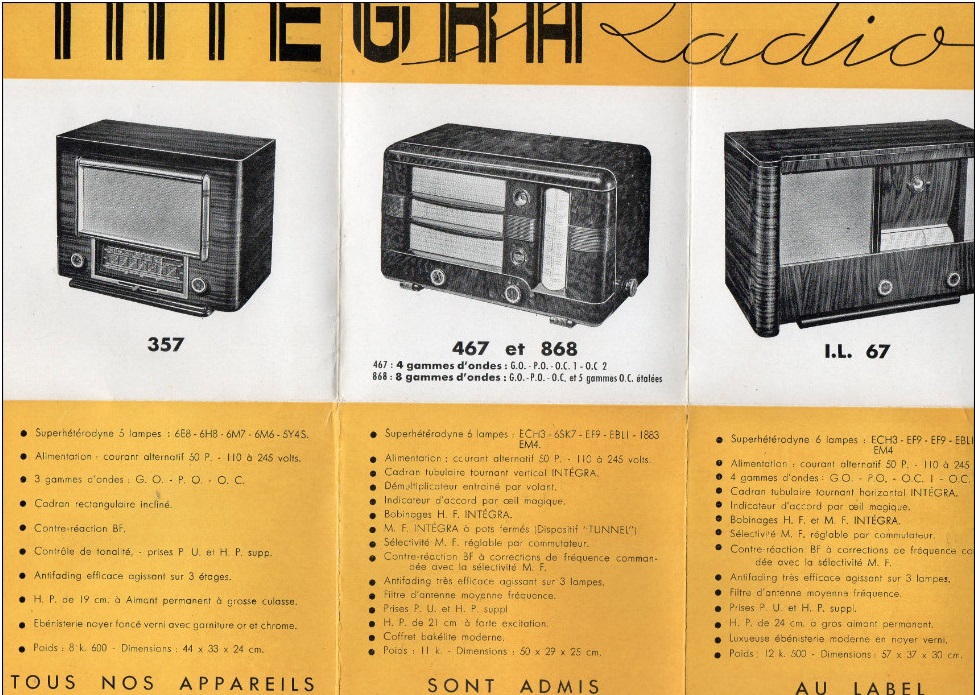 INTÉGRA Radio
357
467 et 868
467 : 4 gammes d'ondes : G.O. - P.O. - O.C. 1 - O.C 2
868 : 8 gammes d'ondes : G.O. - P.O. - O.C. et 5 gammes O.C. étalées
I.L. 67
Superhétérodyne 5 lampes : 6E8 - 6H8 - 6M7 - 6M6 - 5Y4S.
Alimentation - courant alternatif 50 P. - 110 à 245 volts.
3 gammes d'ondes : G. O. - P. O. - O. C.
Cadran rectangulaire incliné.
Contre-réaction BF.
Contrôle de tonalité, - prises P U. et H. P. supp.
Antifading efficace agissant sur 3 étages.
H. P. de 19 cm. à Aimant permanent à grosse culasse.
Ebénisterie noyer foncé verni avec garniture or et chrome.
Poids : 8 k. 600 - Dimensions : 44 x 33 x 24 cm.
Superhétérodyne 6 lampes : ECH3 - 6SK7 - EF9 - EBLI - 1883
EM4.
Alimentation : courant alternatif 50 P. - 110 à 245 volts.
Cadran tubulaire tournant vertical INTÉGRA.
Démultiplicateur entrainé par volant.
Indicateur d'accord par œil magique.
Bobinages H. F. INTÉGRA.
M. F. INTÉGRA à pots fermés (Dispositif "TUNNEL")
Sélectivité M. F. réglable par commutateur.
Contre-réaction BF à corrections de fréquence comman-
dée avec la sélectivité M. F.
Antifading très efficace agissant sur 3 lampes.
Filtre d'antenne moyenne fréquence.
Prises P. U. et H. P. suppl
H. P. de 21 cm à forte excitation.
Coffret bakélite moderne.
Poids : 11 k. - Dimensions : 50 x 29 x 25 cm.
Superhétérodyne 6 lampes : ECH3 - EF9 - EF9 - EBLI
EM4
Alimentation : courant alternatif 50 P. - 110 à 245
4 gammes d'ondes : G.O. - P.O. - O.C. 1 - O.C.
Cadran tubulaire tournant horizontal INTÉGRA.
Indicateur d'accord par œil magique.
Bobinages H. F. et M. F. INTÉGRA.
Sélectivité M. F. réglable par commutateur.
Contre-réaction BF à corrections de fréquence co
dée avec la sélectivité M. F.
Antifading très efficace agissant sur 3 lampes.
Filtre d'antenne moyenne fréquence.
Prises P. U. et H. P. suppl.
H. P. de 24 cm. à gros aimant permanent.
Luxueuse ébénisterie moderne en noyer verni.
Poids : 12 k. 500 - Dimensions : 57 x 37 x 30 cm.
TOUS NOS APPAREILS SONT ADMIS AU LABEL